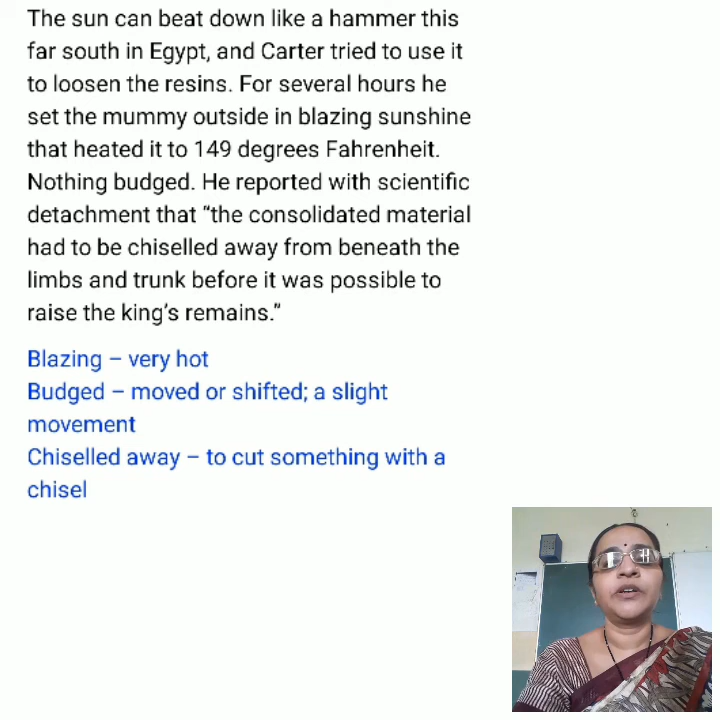 The sun can beat down like a hammer this
far south in Egypt, and Carter tried to use it
to loosen the resins. For several hours he
set the mummy outside in blazing sunshine
that heated it to 149 degrees Fahrenheit.
Nothing budged. He reported with scientific
detachment that “the consolidated material
had to be chiselled away from beneath the
limbs and trunk before it was possible to
raise the king’s remains.”
Blazing – very hot
Budged – moved or shifted; a slight
movement
Chiselled away – to cut something with a
chisel